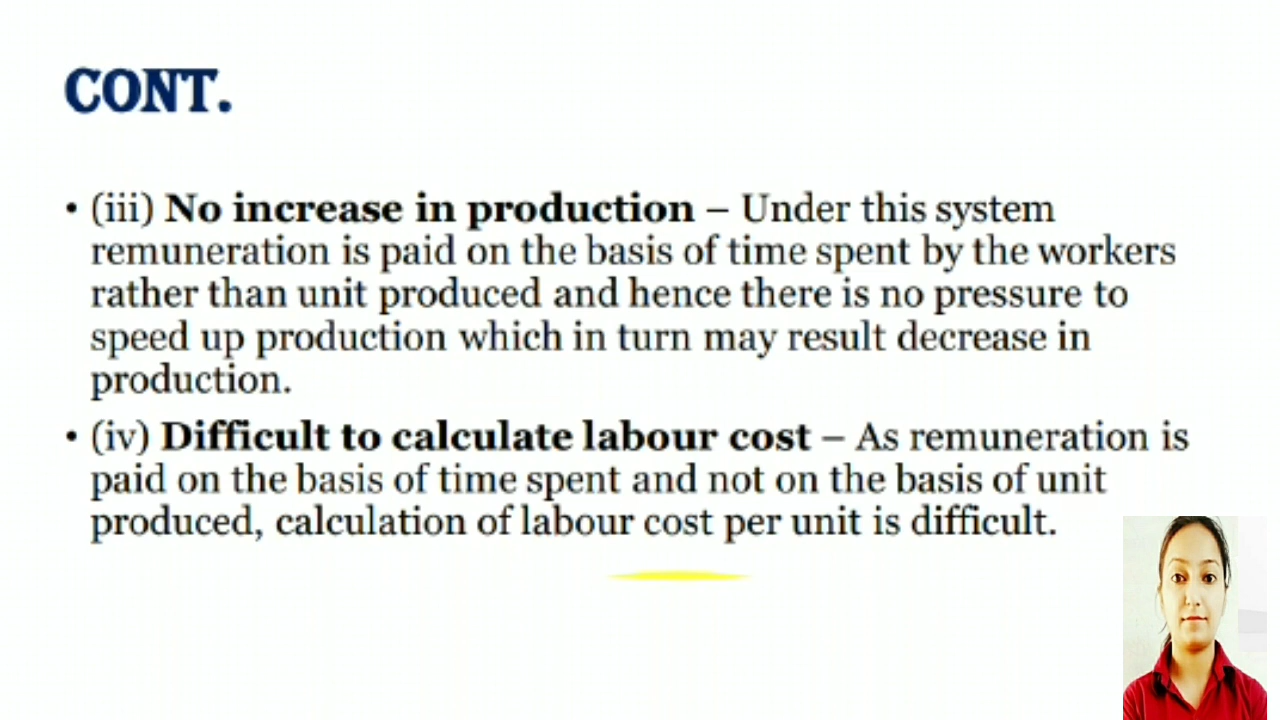 CONT.
• (iii) No increase in production – Under this system
remuneration is paid on the basis of time spent by the workers
rather than unit produced and hence there is no pressure to
speed up production which in turn may result decrease in
production.
• (iv) Difficult to calculate labour cost – As remuneration is
paid on the basis of time spent and not on the basis of unit
produced, calculation of labour cost per unit is difficult.